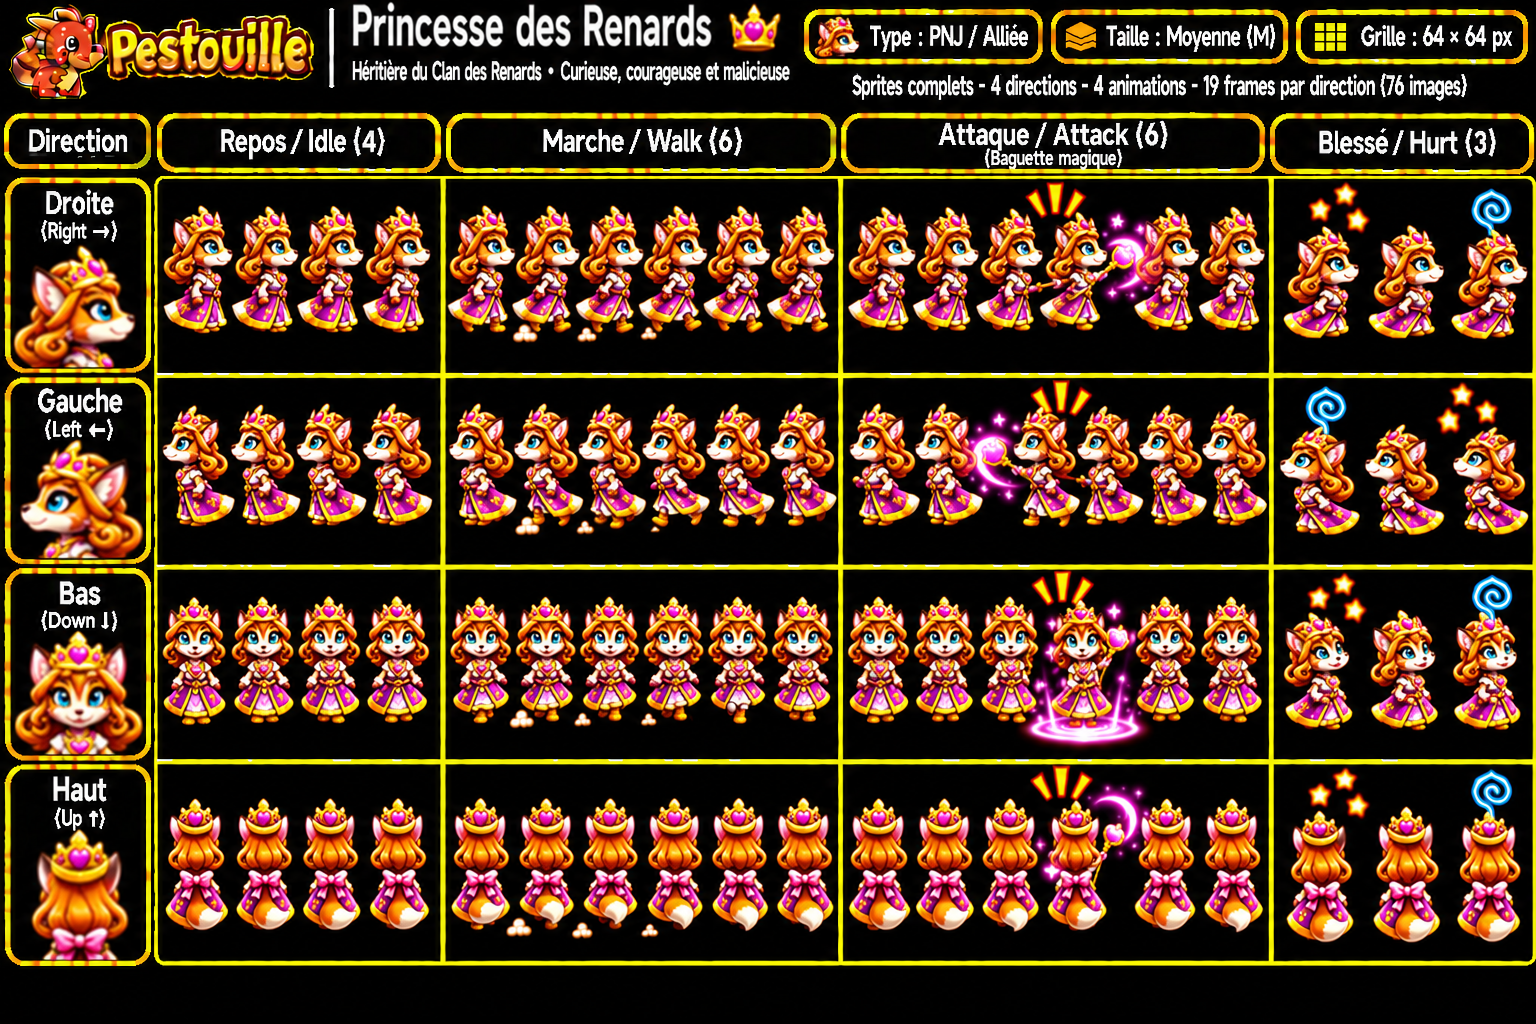 Pestouille
Princesse des Renards
Héritière du Clan des Renards • Curieuse, courageuse et malicieuse
Type : PNJ / Alliée
Taille : Moyenne (M)
Grille : 64 × 64 px
Sprites complets - 4 directions - 4 animations - 19 frames par direction (76 images)
Direction
Repos / Idle (4)
Marche / Walk (6)
Attaque / Attack (6)
(Baguette magique)
Blessé / Hurt (3)
Droite
(Right →)
Gauche
(Left ←)
Bas
(Down ↓)
Haut
(Up ↑)